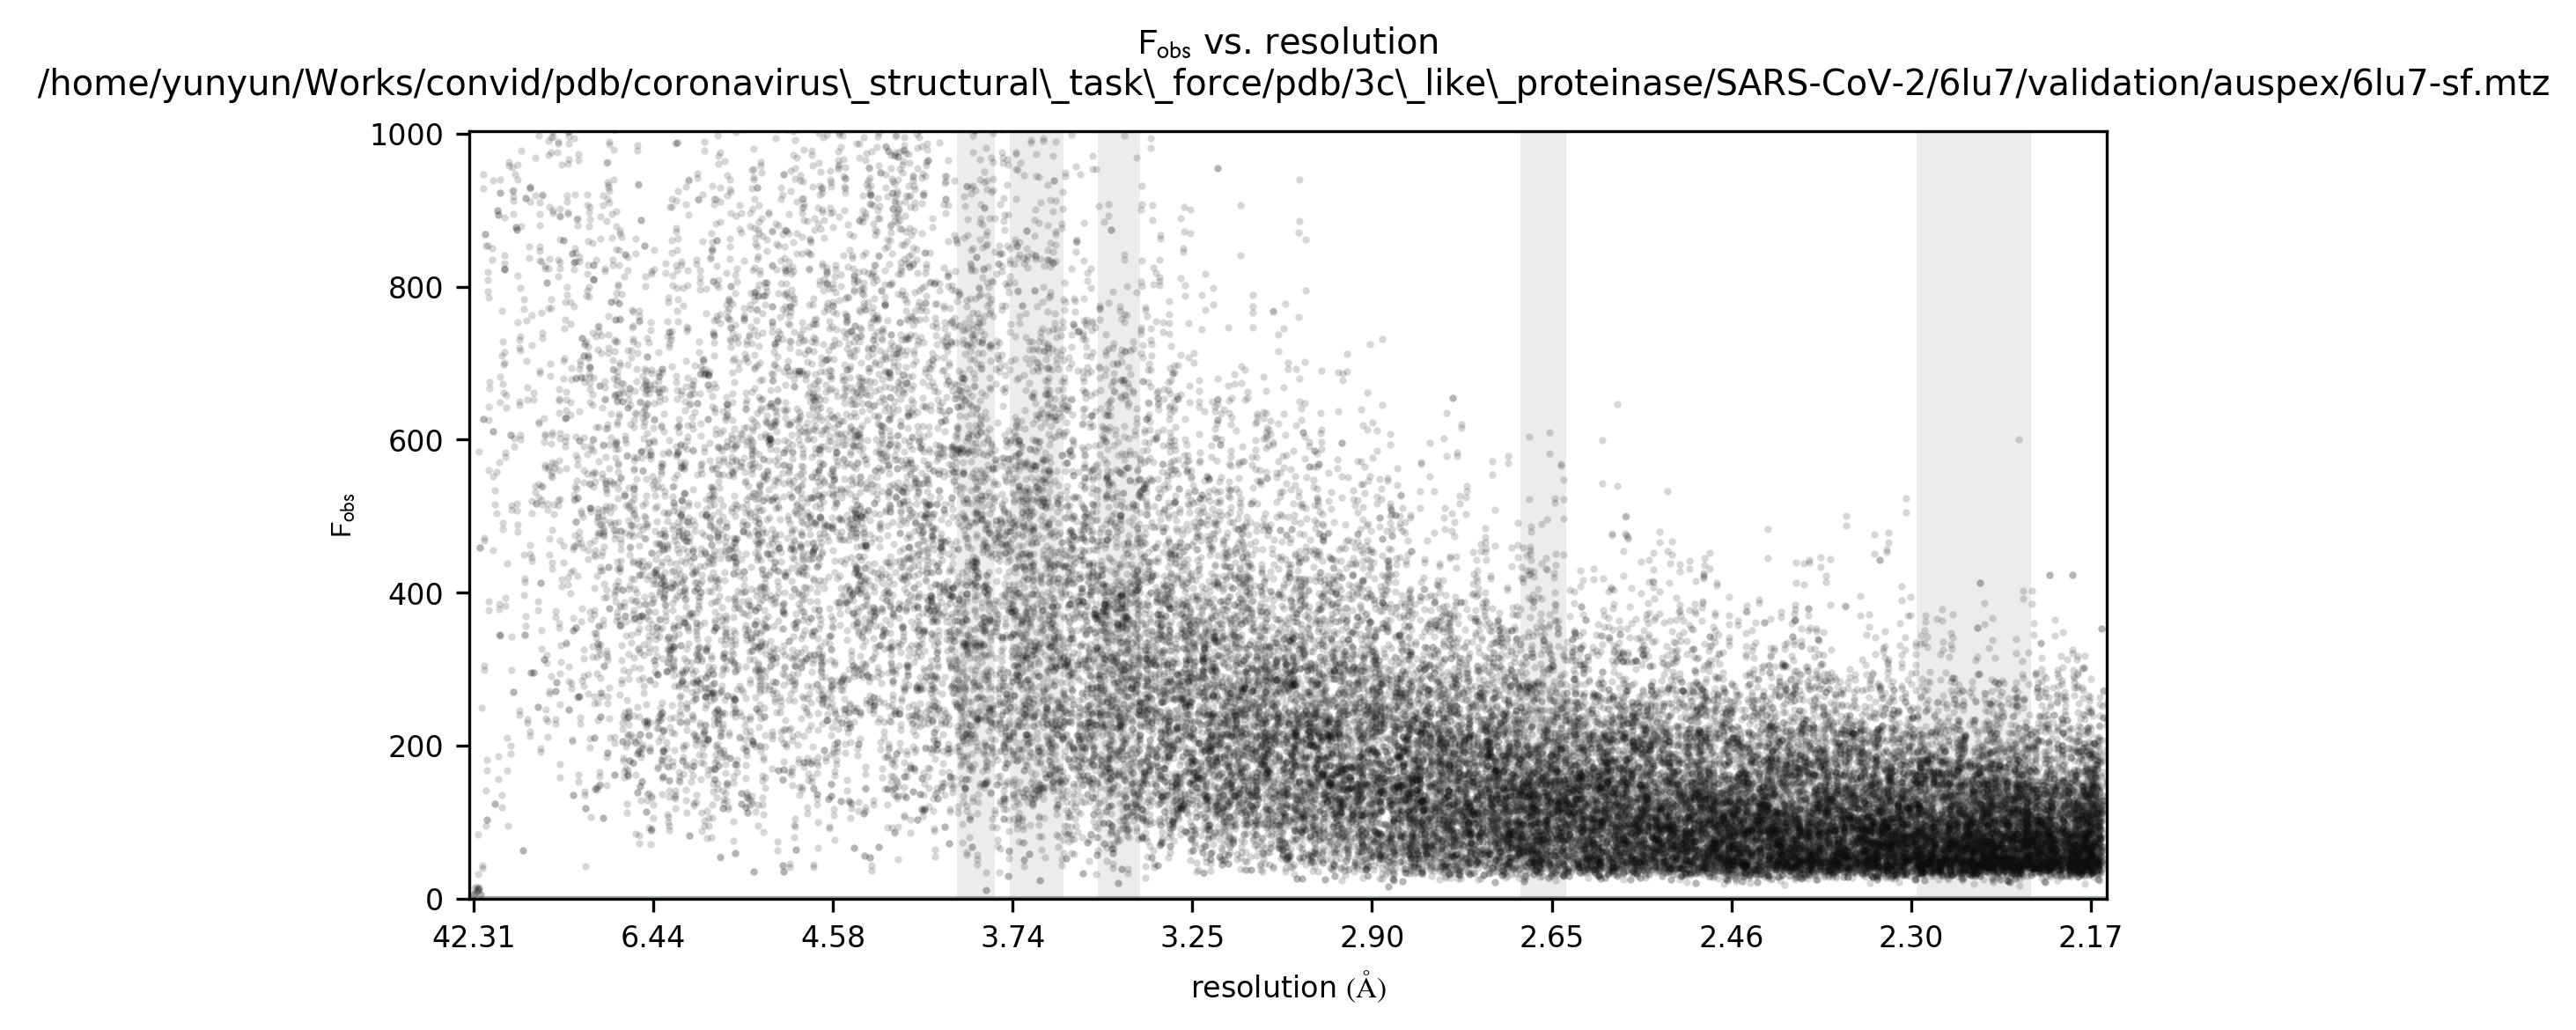 F_obs vs. resolution
/home/yunyun/Works/convid/pdb/coronavirus\_structural\_task\_force/pdb/3c\_like\_proteinase/SARS-CoV-2/6lu7/validation/auspex/6lu7-sf.mtz
1000
800
600
400
200
0
F_obs
42.31 6.44 4.58 3.74 3.25 2.90 2.65 2.46 2.30 2.17
resolution (Å)